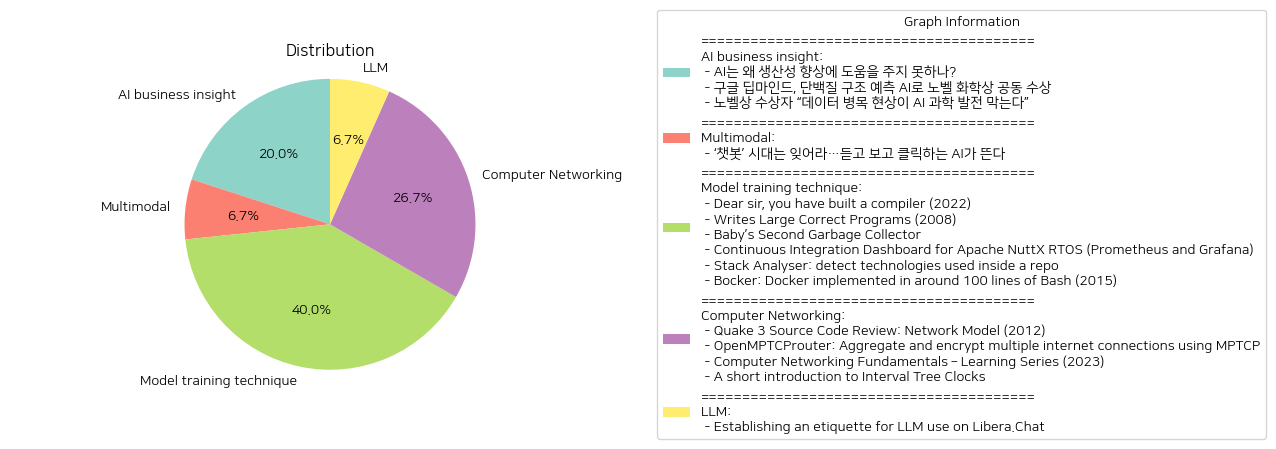 Distribution
LLM
AI business insight
6.7%
20.0%
Computer Networking
26.7%
Multimodal
6.7%
40.0%
Model training technique
Graph Information
========================================
AI business insight:
- AI는 왜 생산성 향상에 도움을 주지 못하나?
- 구글 딥마인드, 단백질 구조 예측 AI로 노벨 화학상 공동 수상
- 노벨상 수상자 “데이터 병목 현상이 AI 과학 발전 막는다”
========================================
Multimodal:
- ‘챗봇’ 시대는 잊어라…듣고 보고 클릭하는 AI가 뜬다
========================================
Model training technique:
- Dear sir, you have built a compiler (2022)
- Writes Large Correct Programs (2008)
- Baby’s Second Garbage Collector
- Continuous Integration Dashboard for Apache NuttX RTOS (Prometheus and Grafana)
- Stack Analyser: detect technologies used inside a repo
- Bocker: Docker implemented in around 100 lines of Bash (2015)
========================================
Computer Networking:
- Quake 3 Source Code Review: Network Model (2012)
- OpenMPTCProuter: Aggregate and encrypt multiple internet connections using MPTCP
- Computer Networking Fundamentals – Learning Series (2023)
- A short introduction to Interval Tree Clocks
========================================
LLM:
- Establishing an etiquette for LLM use on Libera.Chat